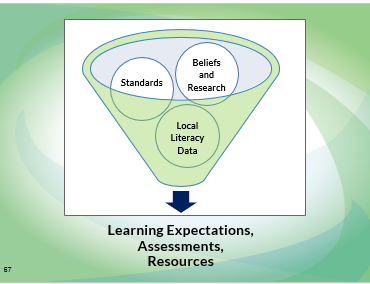 Standards
Beliefs
and
Research
Local
Literacy
Data
Learning Expectations,
Assessments,
Resources
67